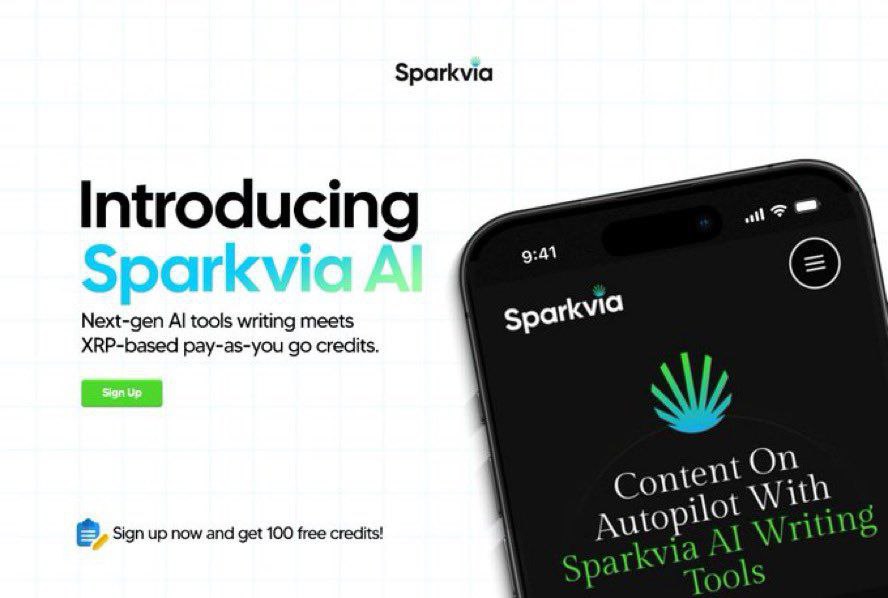 Sparkvia
Introducing
Sparkvia AI
Next-gen AI tools writing meets
XRP-based pay-as-you go credits.
Sign Up
Sign up now and get 100 free credits!
9:41
Sparkvia
Content On
Autopilot With
Sparkvia AI Writing
Tools